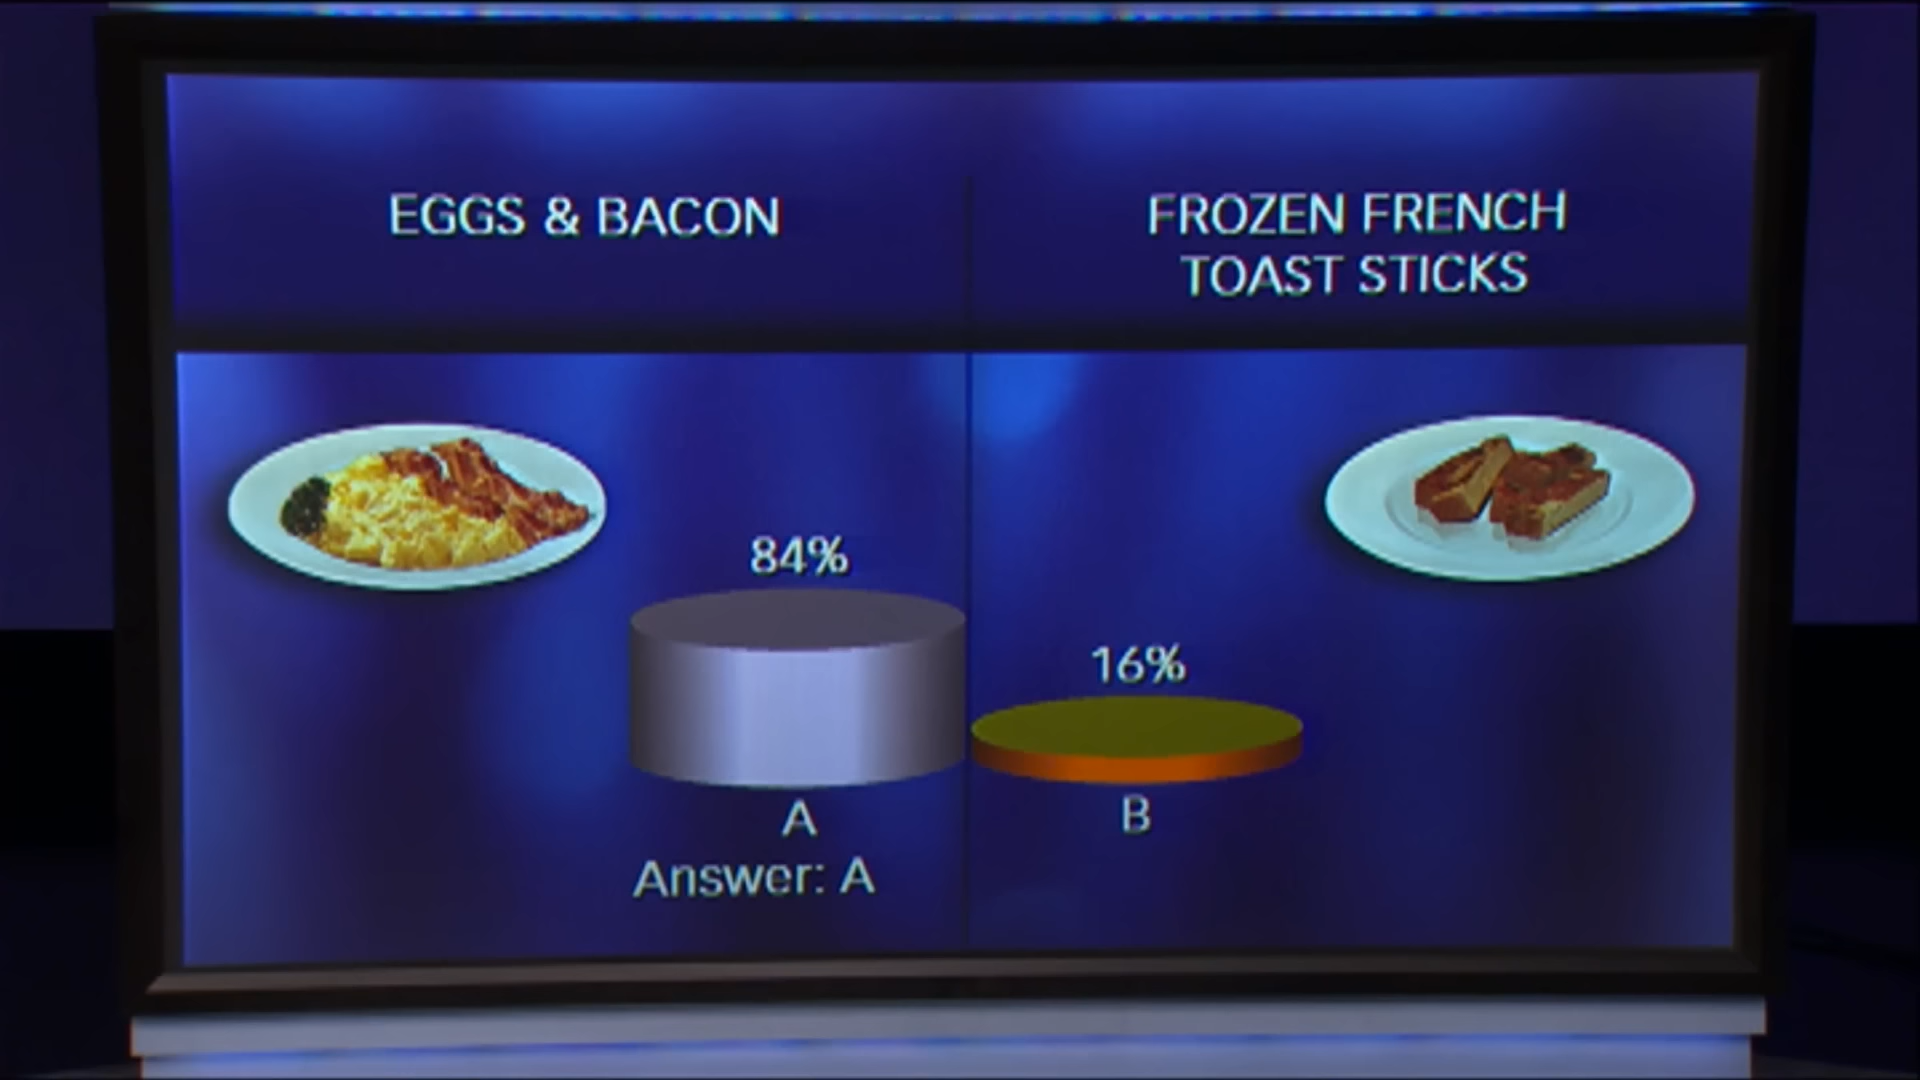 EGGS & BACON
FROZEN FRENCH
TOAST STICKS
84%
16%
A
B
Answer: A